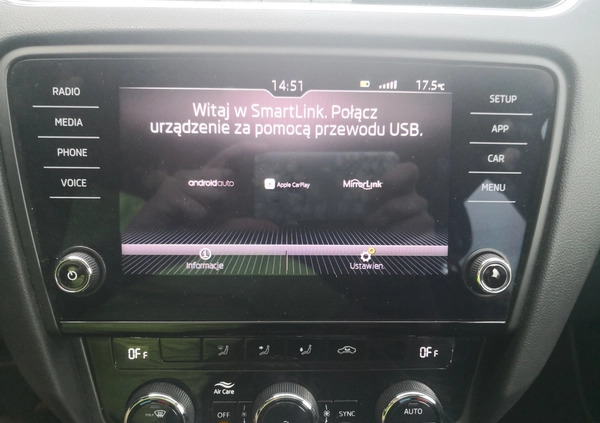 14:51 17.5°C
RADIO
MEDIA
PHONE
VOICE
SETUP
APP
CAR
MENU
Witaj w SmartLink. Połącz
urządzenie za pomocą przewodu USB.
androidauto Apple CarPlay MirrorLink
Informacje Ustawien.
OFF OFF
Air Care
OFF SYNC AUTO